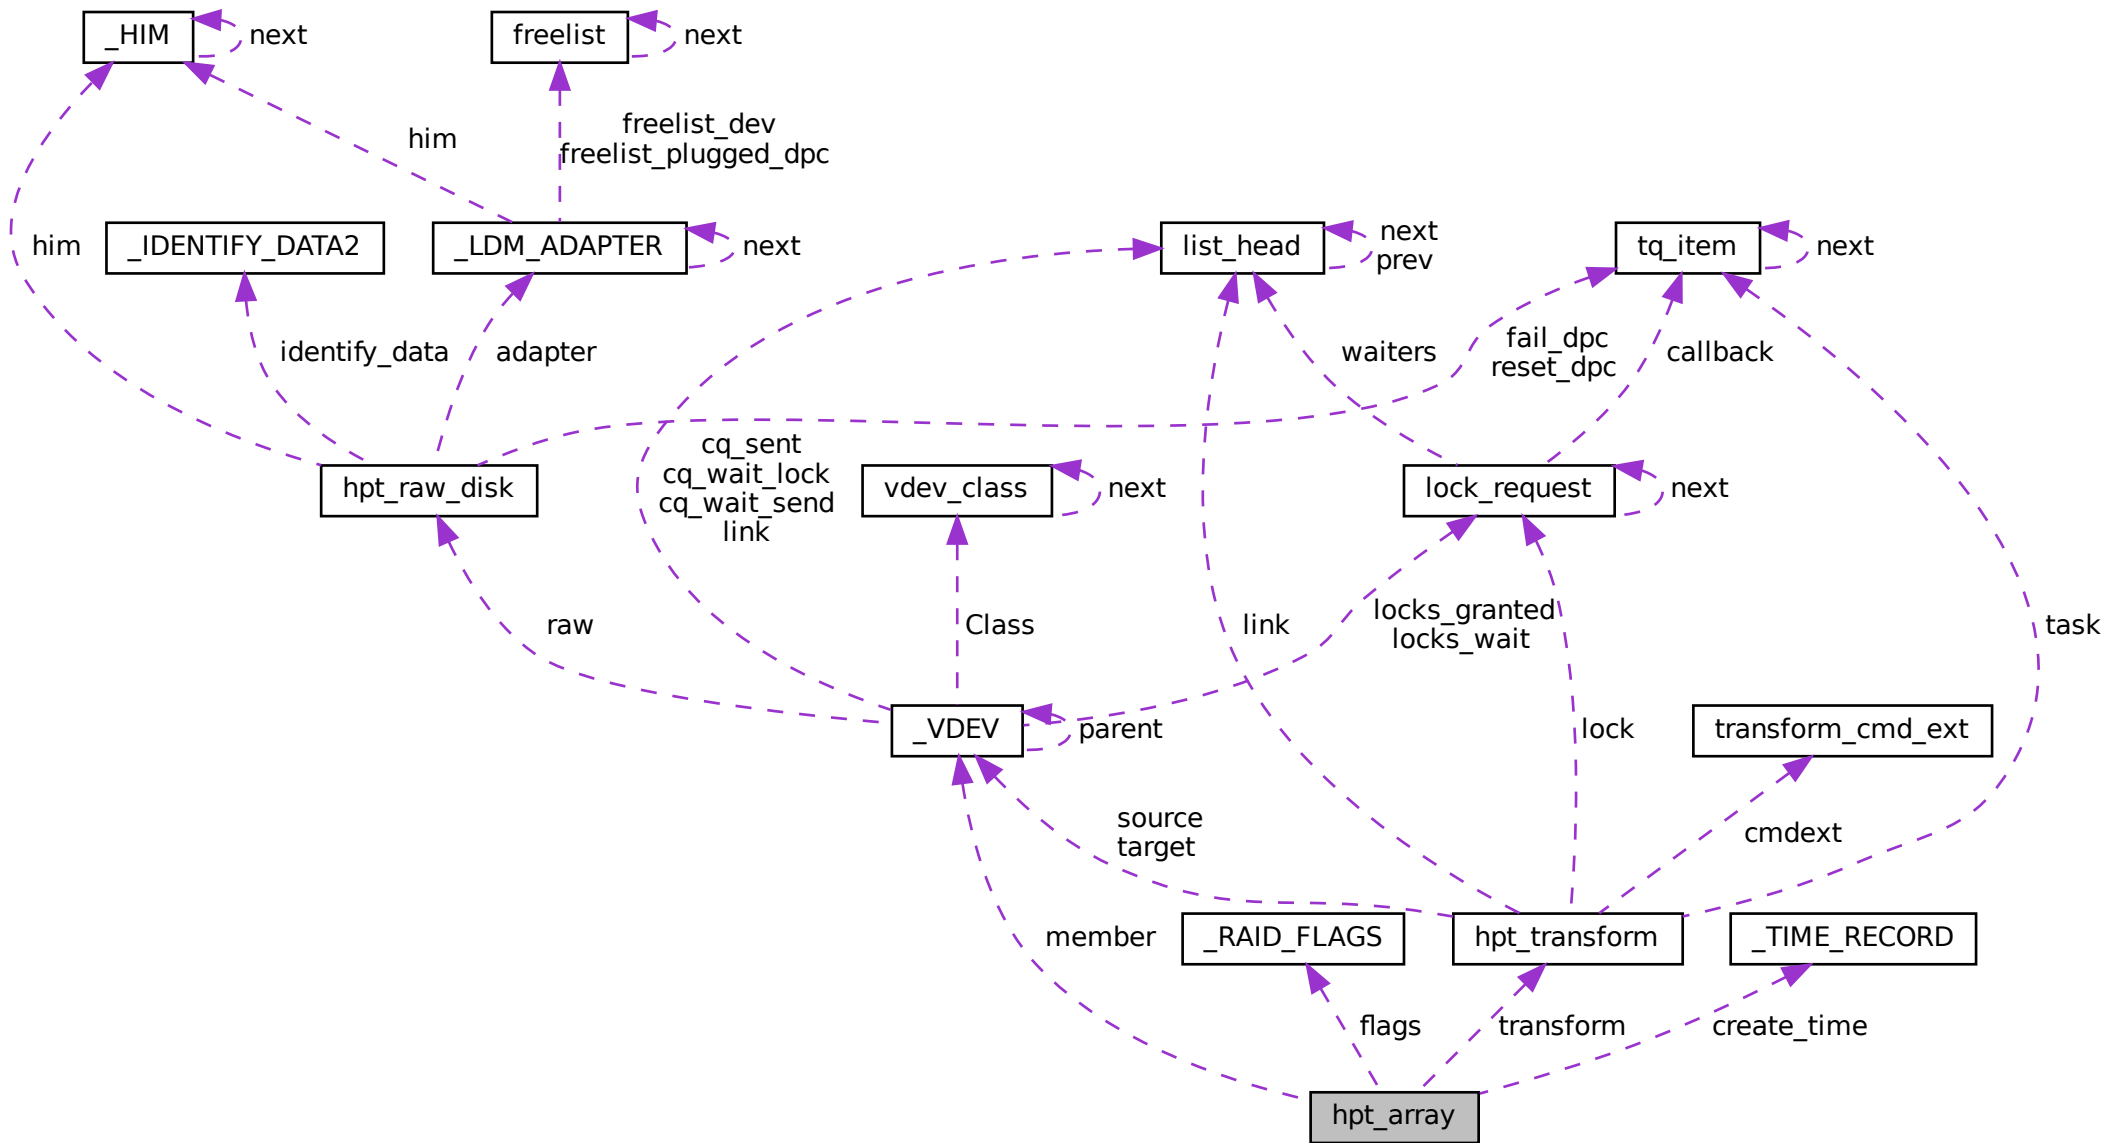 _HIM
next
freelist
next
him
freelist_dev
freelist_plugged_dpc
him
_IDENTIFY_DATA2
_LDM_ADAPTER
next
list_head
next
prev
tq_item
next
identify_data
adapter
waiters
fail_dpc
reset_dpc
callback
hpt_raw_disk
cq_sent
cq_wait_lock
cq_wait_send
link
vdev_class
next
lock_request
next
raw
Class
link
locks_granted
locks_wait
task
_VDEV
parent
lock
transform_cmd_ext
source
target
cmdext
member
_RAID_FLAGS
hpt_transform
_TIME_RECORD
flags
transform
create_time
hpt_array